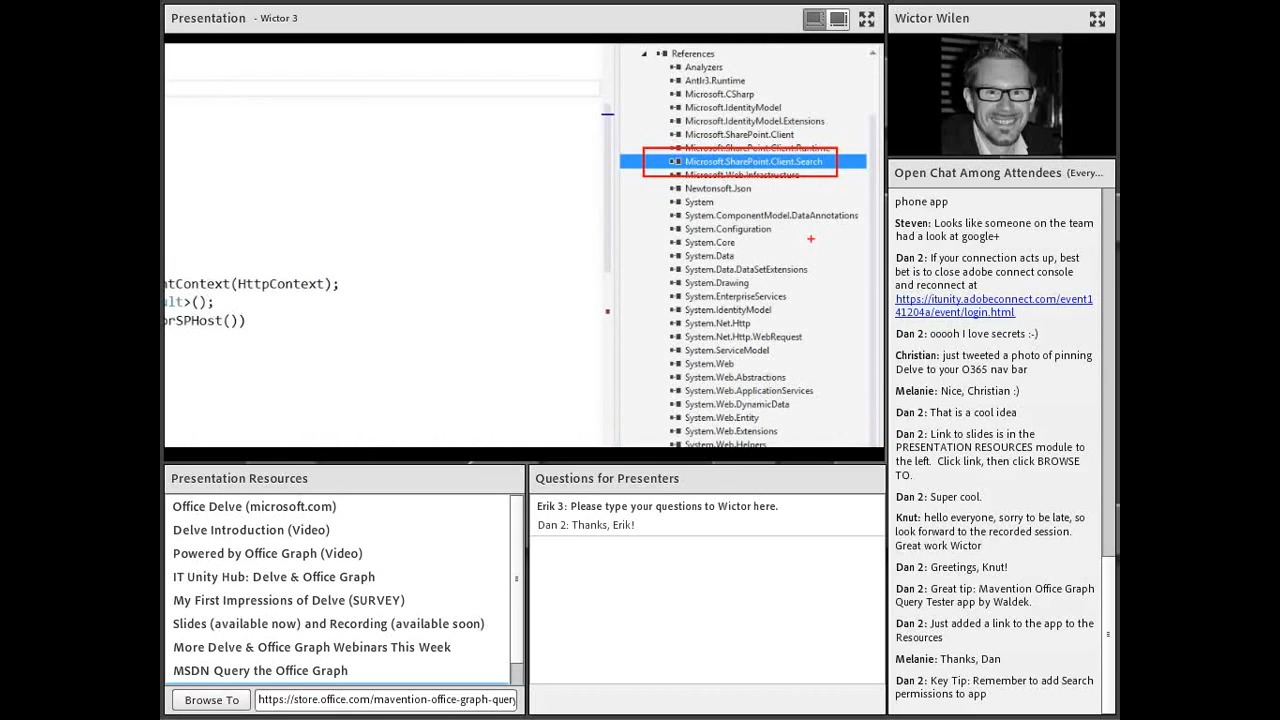 Presentation - Wictor 3
References
Analyzers
Antlr3.Runtime
Microsoft.CSharp
Microsoft.IdentityModel
Microsoft.IdentityModel.Extensions
Microsoft.SharePoint.Client
Microsoft.SharePoint.Client.Runtime
Microsoft.SharePoint.Client.Search
Microsoft.Web.Infrastructure
Newtonsoft.Json
System
System.ComponentModel.DataAnnotations
System.Configuration
System.Core
System.Data
System.Data.DataSetExtensions
System.Drawing
System.EnterpriseServices
System.IdentityModel
System.Net.Http
System.Net.Http.WebRequest
System.ServiceModel
System.Web
System.Web.Abstractions
System.Web.ApplicationServices
System.Web.DynamicData
System.Web.Entity
System.Web.Extensions
System.Web.Helpers
ntContext(HttpContext);
ult>();
orSPHost())
Wictor Wilen
Open Chat Among Attendees (Every...
phone app
Steven: Looks like someone on the team
had a look at google+
Dan 2: If your connection acts up, best
bet is to close adobe connect console
and reconnect at
https://itunity.adobeconnect.com/event1
41204a/event/login.html
Dan 2: ooooh I love secrets :-)
Christian: just tweeted a photo of pinning
Delve to your O365 nav bar
Melanie: Nice, Christian :)
Dan 2: That is a cool idea
Dan 2: Link to slides is in the
PRESENTATION RESOURCES module to
the left. Click link, then click BROWSE
TO.
Dan 2: Super cool.
Knut: hello everyone, sorry to be late, so
look forward to the recorded session.
Great work Wictor
Dan 2: Greetings, Knut!
Dan 2: Great tip: Mavention Office Graph
Query Tester app by Waldek.
Dan 2: Just added a link to the app to the
Resources
Melanie: Thanks, Dan
Dan 2: Key Tip: Remember to add Search
permissions to app
Presentation Resources
Office Delve (microsoft.com)
Delve Introduction (Video)
Powered by Office Graph (Video)
IT Unity Hub: Delve & Office Graph
My First Impressions of Delve (SURVEY)
Slides (available now) and Recording (available soon)
More Delve & Office Graph Webinars This Week
MSDN Query the Office Graph
Browse To
https://store.office.com/mavention-office-graph-query
Questions for Presenters
Erik 3: Please type your questions to Wictor here.
Dan 2: Thanks, Erik!